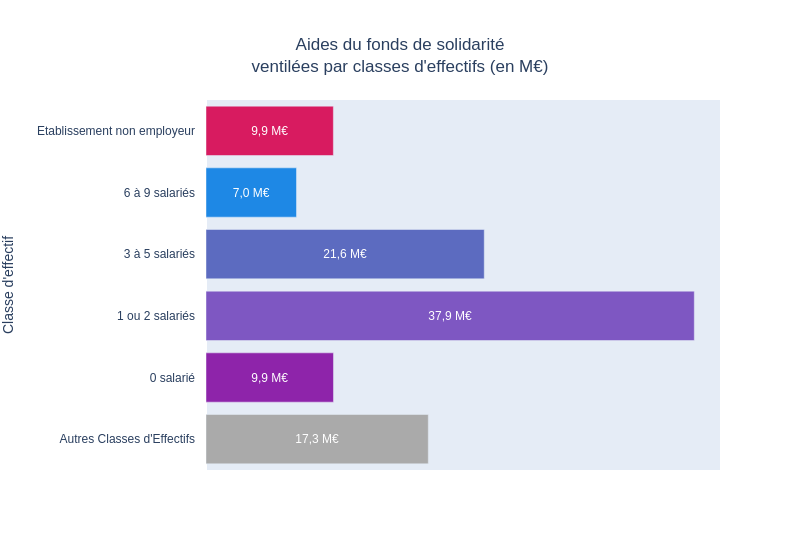 Aides du fonds de solidarité
ventilées par classes d'effectifs (en M€)
Classe d'effectif
Etablissement non employeur
9,9 M€
6 à 9 salariés
7,0 M€
3 à 5 salariés
21,6 M€
1 ou 2 salariés
37,9 M€
0 salarié
9,9 M€
Autres Classes d'Effectifs
17,3 M€